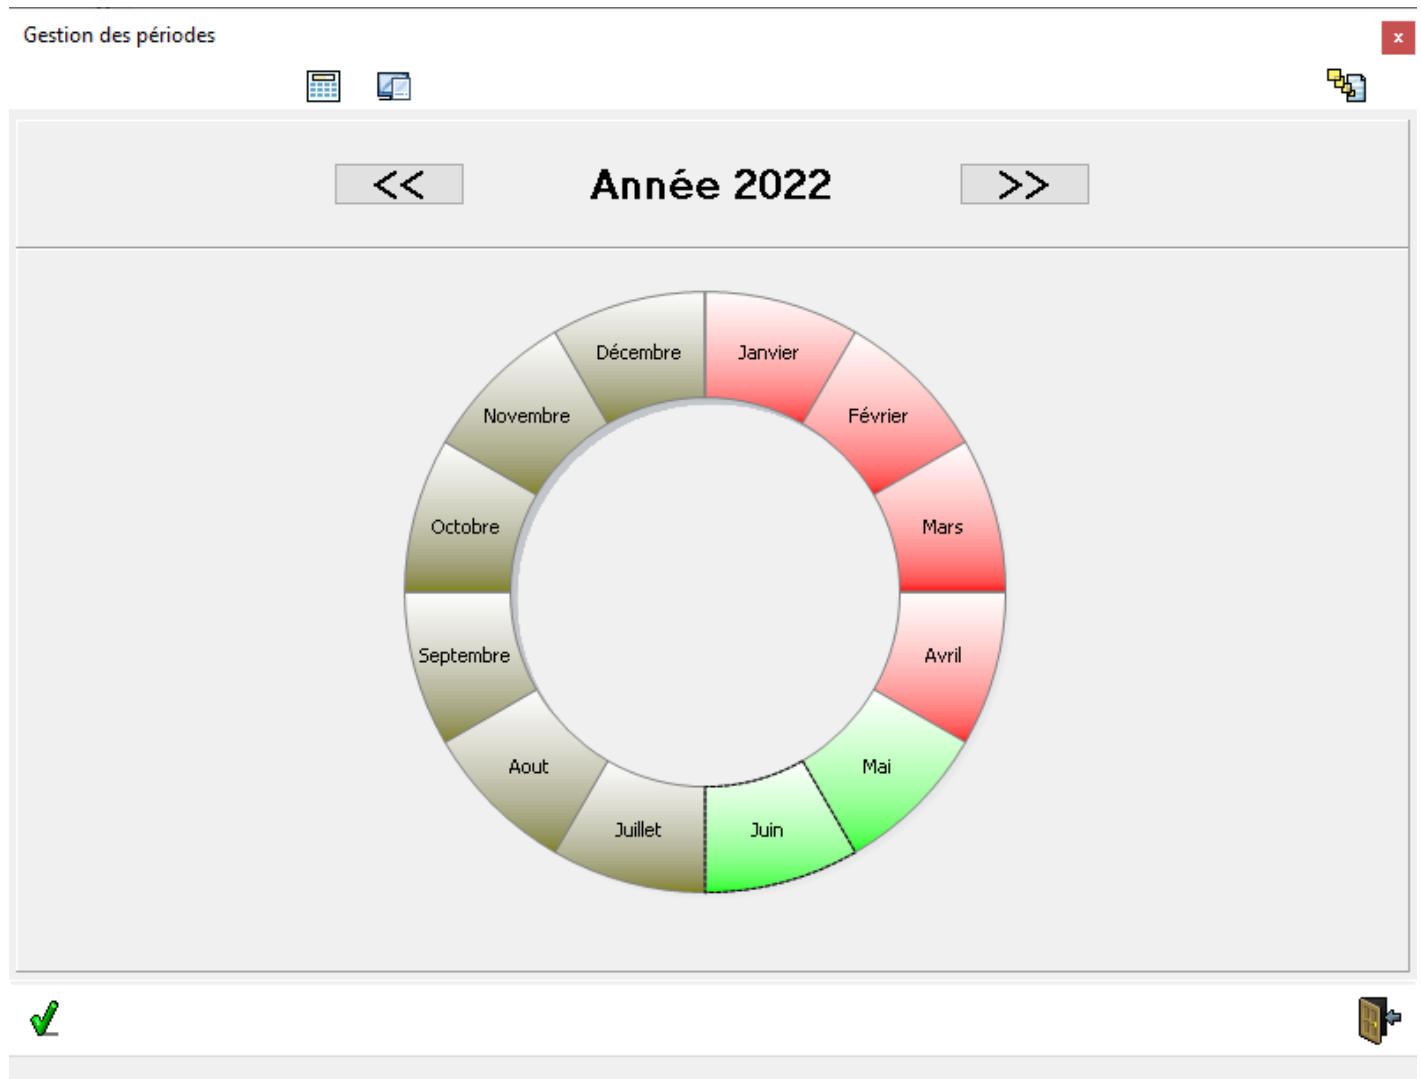 Gestion des périodes
x
<< Année 2022 >>
Décembre Janvier
Novembre Février
Octobre Mars
Septembre Avril
Aout Mai
Juillet Juin